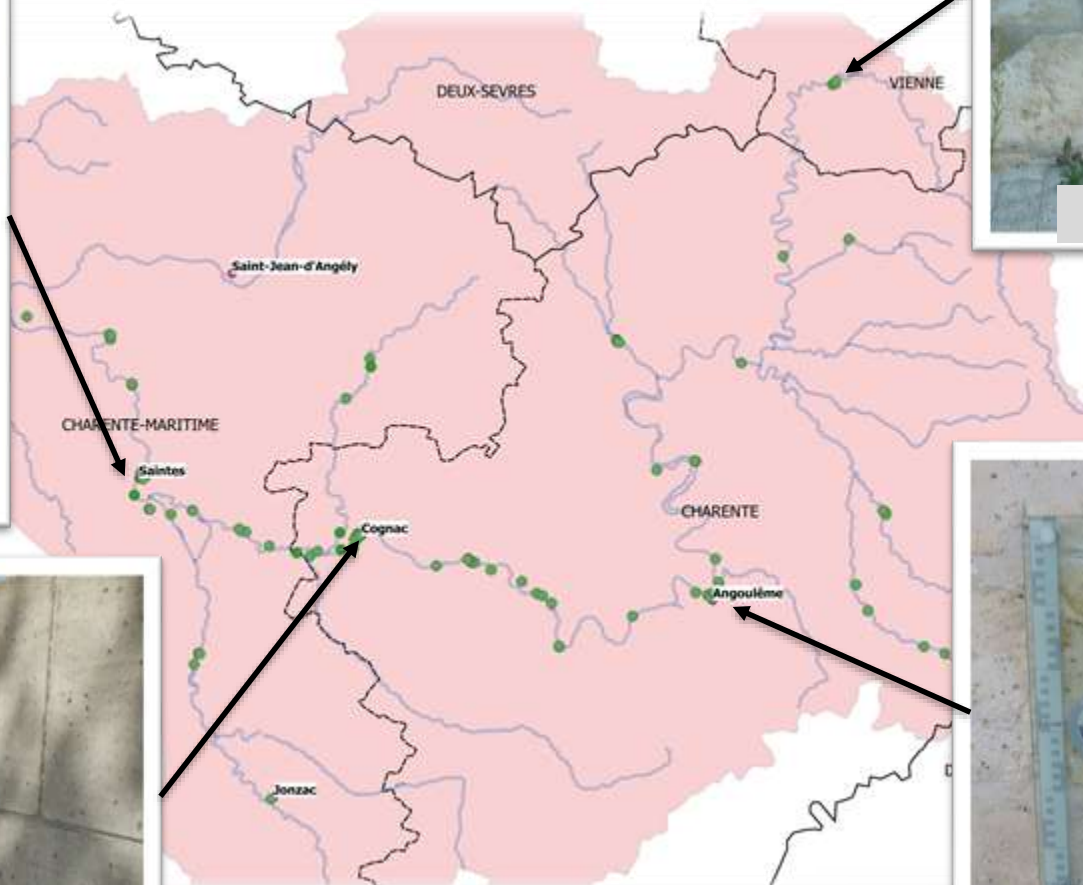 DEUX-SEVRES
VIENNE
Saint-Jean-d'Angély
CHARENTE-MARITIME
Saintes
CHARENTE
Cognac
Angoulême
Jonzac
D